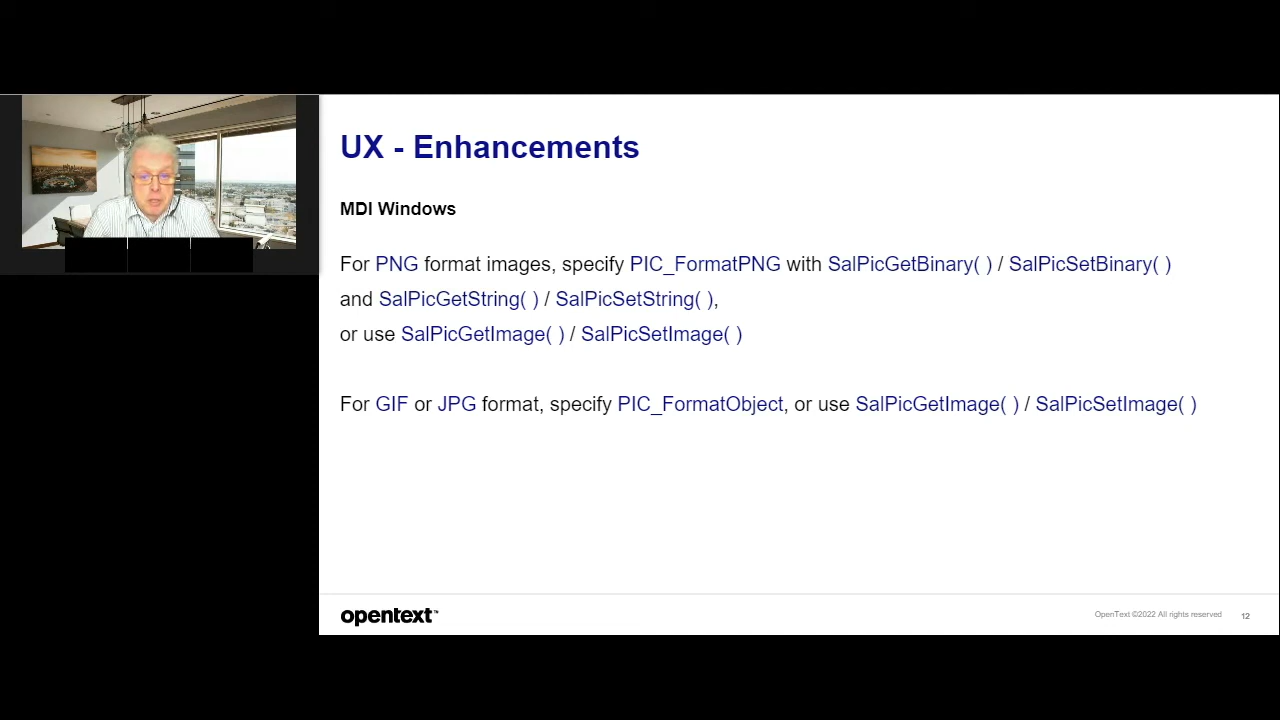 UX - Enhancements
MDI Windows
For PNG format images, specify PIC_FormatPNG with SalPicGetBinary( ) / SalPicSetBinary( )
and SalPicGetString( ) / SalPicSetString( ),
or use SalPicGetImage( ) / SalPicSetImage( )
For GIF or JPG format, specify PIC_FormatObject, or use SalPicGetImage( ) / SalPicSetImage( )
opentext™
OpenText ©2022 All rights reserved 12